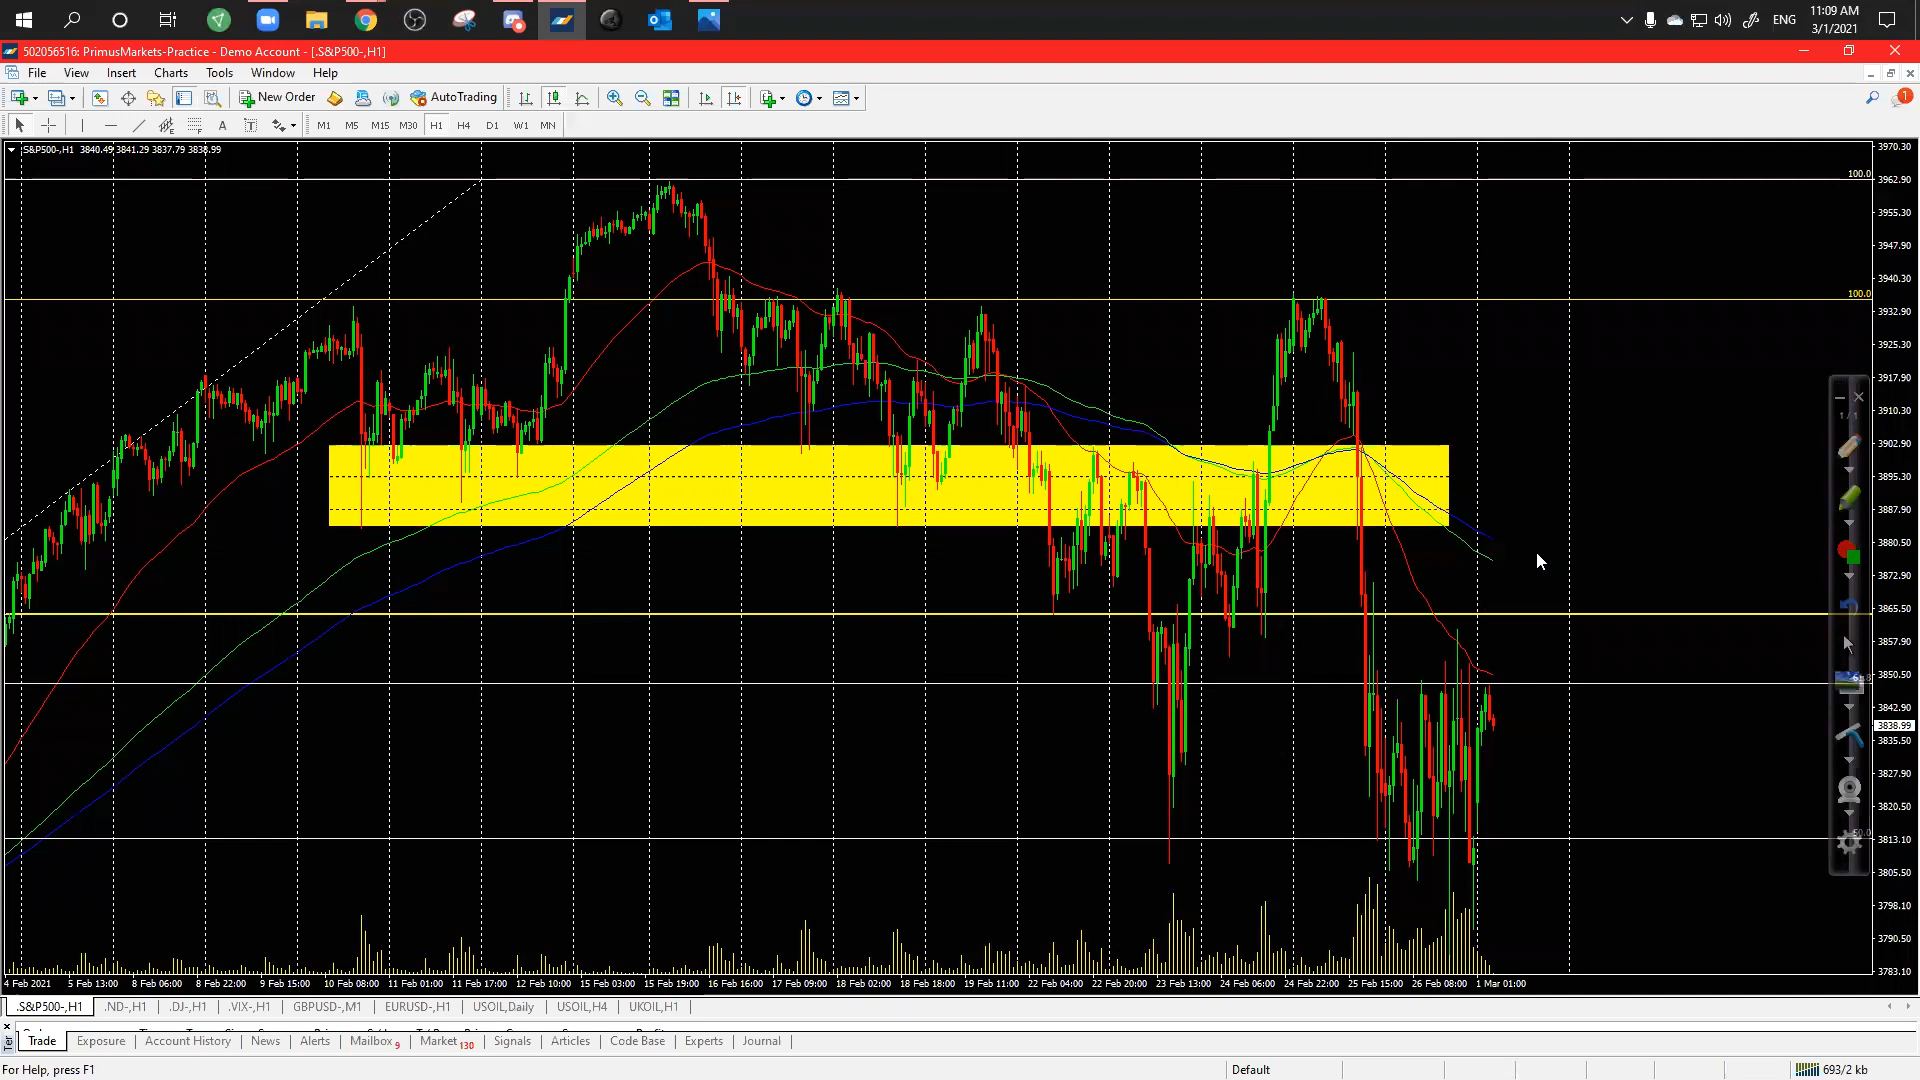 ENG
11:09 AM
3/1/2021
502056516: PrimusMarkets-Practice - Demo Account - [.S&P500-,H1]
File View Insert Charts Tools Window Help
New Order AutoTrading
1
A T M1 M5 M15 M30 H1 H4 D1 W1 MN
.S&P500-,H1 3840.49 3841.29 3837.79 3838.99
3970.30
100.0
3962.90
3955.30
3947.90
3940.30
100.0
3932.90
3925.30
3917.90
3910.30
1 / 1
3902.90
3895.30
3887.90
3880.50
3872.90
3865.50
3857.90
3850.50
61.8
3842.90
3838.99
3835.50
3827.90
3820.50
50.0
3813.10
3805.50
3798.10
3790.50
3783.10
4 Feb 2021 5 Feb 13:00 8 Feb 06:00 8 Feb 22:00 9 Feb 15:00 10 Feb 08:00 11 Feb 01:00 11 Feb 17:00 12 Feb 10:00 15 Feb 03:00 15 Feb 19:00 16 Feb 16:00 17 Feb 09:00 18 Feb 02:00 18 Feb 18:00 19 Feb 11:00 22 Feb 04:00 22 Feb 20:00 23 Feb 13:00 24 Feb 06:00 24 Feb 22:00 25 Feb 15:00 26 Feb 08:00 1 Mar 01:00
.S&P500-,H1 .ND-,H1 .DJ-,H1 .VIX-,H1 GBPUSD-,M1 EURUSD-,H1 USOIL,Daily USOIL,H4 UKOIL,H1
Ter
Trade Exposure Account History News Alerts Mailbox 9 Market 130 Signals Articles Code Base Experts Journal
For Help, press F1
Default
693/2 kb